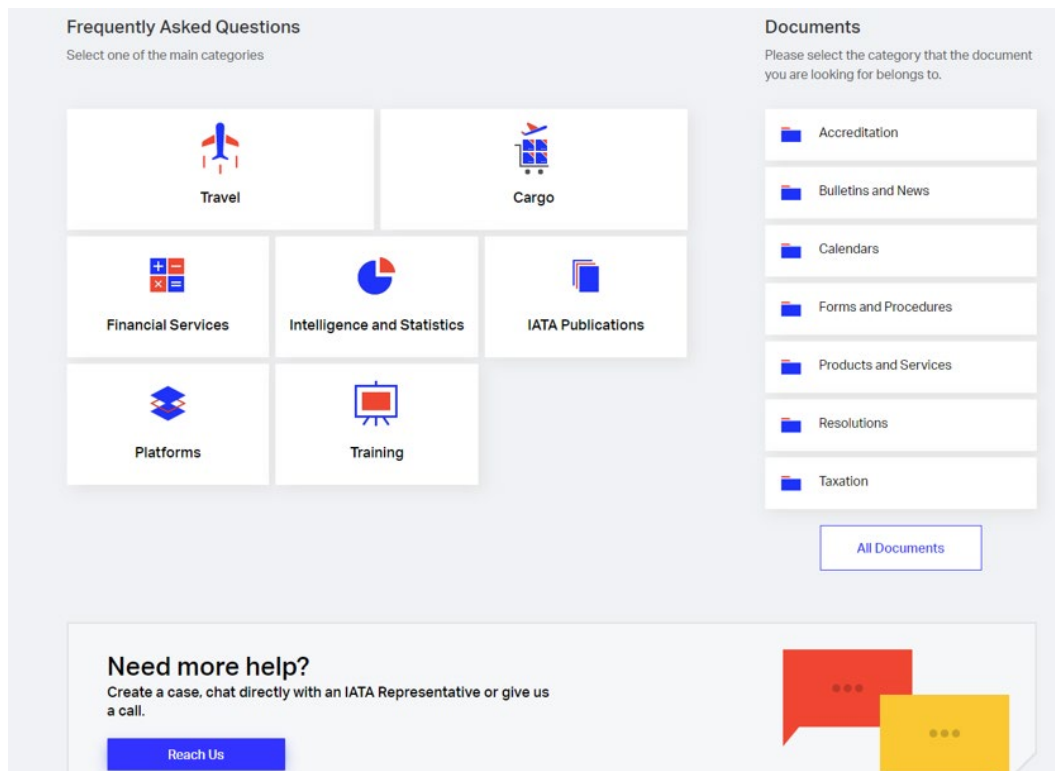 Frequently Asked Questions
Select one of the main categories
Travel
Cargo
Financial Services
Intelligence and Statistics
IATA Publications
Platforms
Training
Documents
Please select the category that the document
you are looking for belongs to.
Accreditation
Bulletins and News
Calendars
Forms and Procedures
Products and Services
Resolutions
Taxation
All Documents
Need more help?
Create a case, chat directly with an IATA Representative or give us
a call.
Reach Us